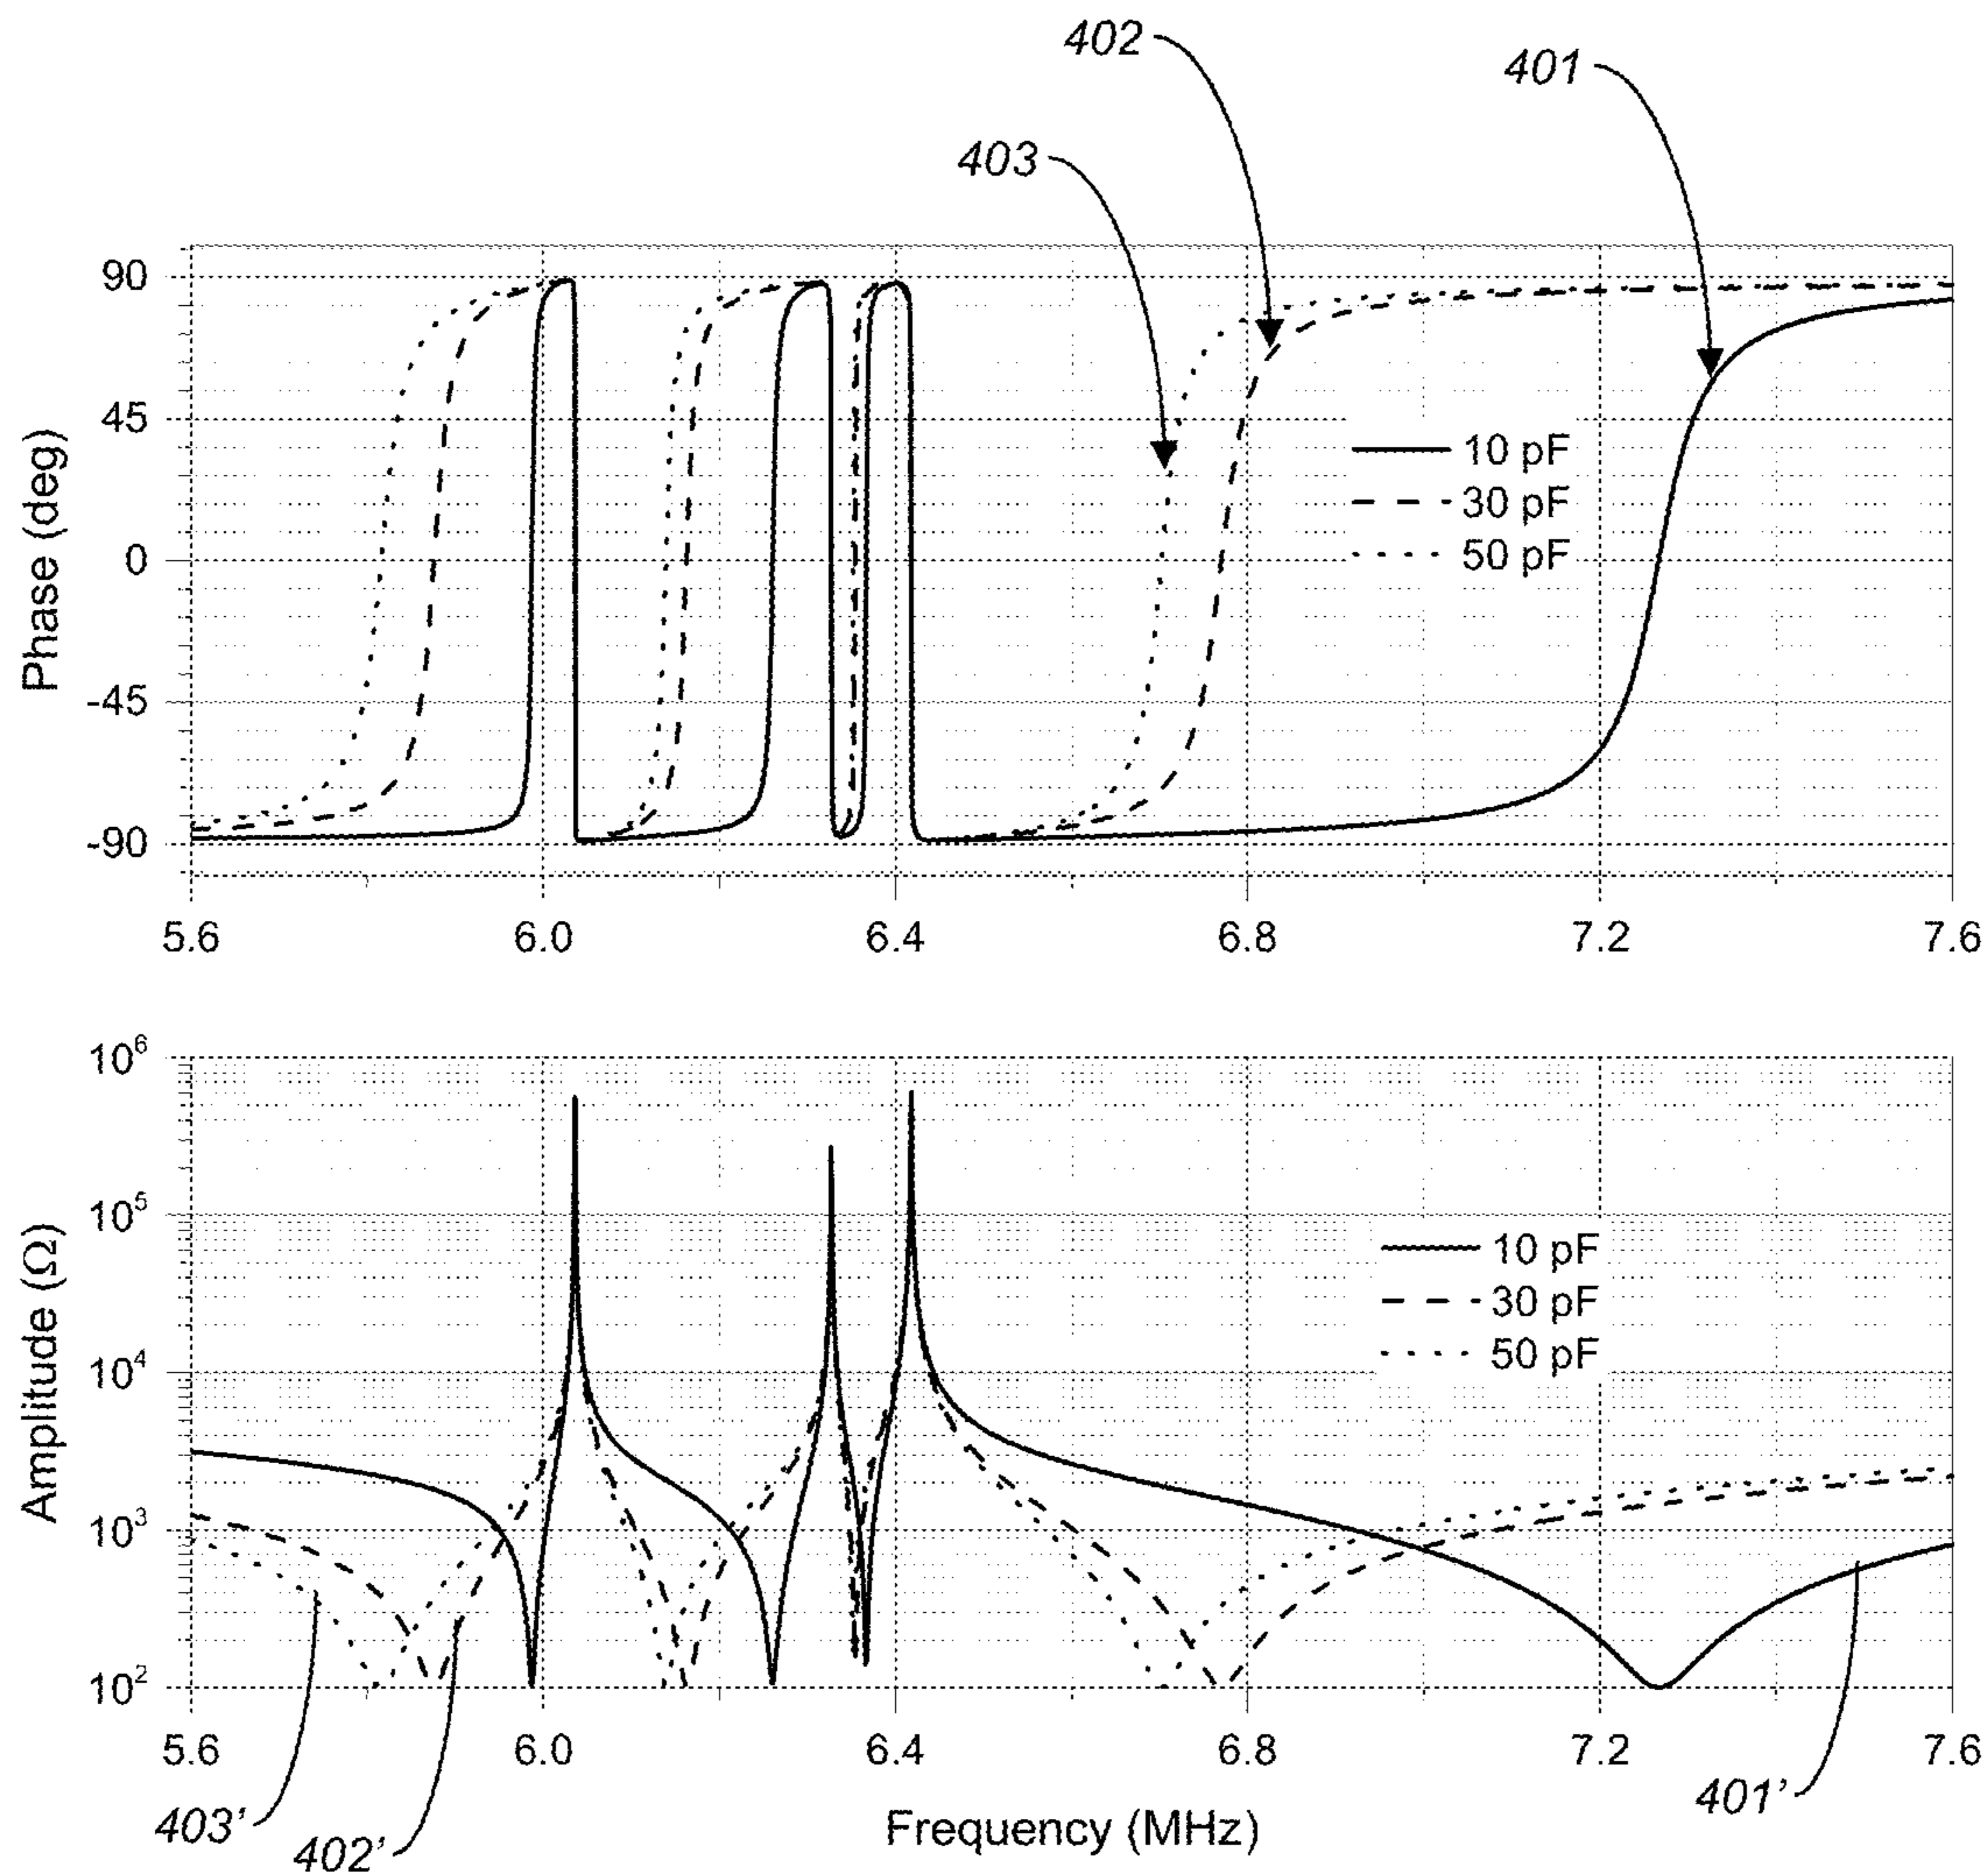 402
401
403
Phase (deg)
90
45
0
-45
-90
10 pF
30 pF
50 pF
5.6 6.0 6.4 6.8 7.2 7.6
Amplitude (Ω)
10⁶
10⁵
10⁴
10³
10²
10 pF
30 pF
50 pF
5.6 6.0 6.4 6.8 7.2 7.6
403’
402’
401’
Frequency (MHz)